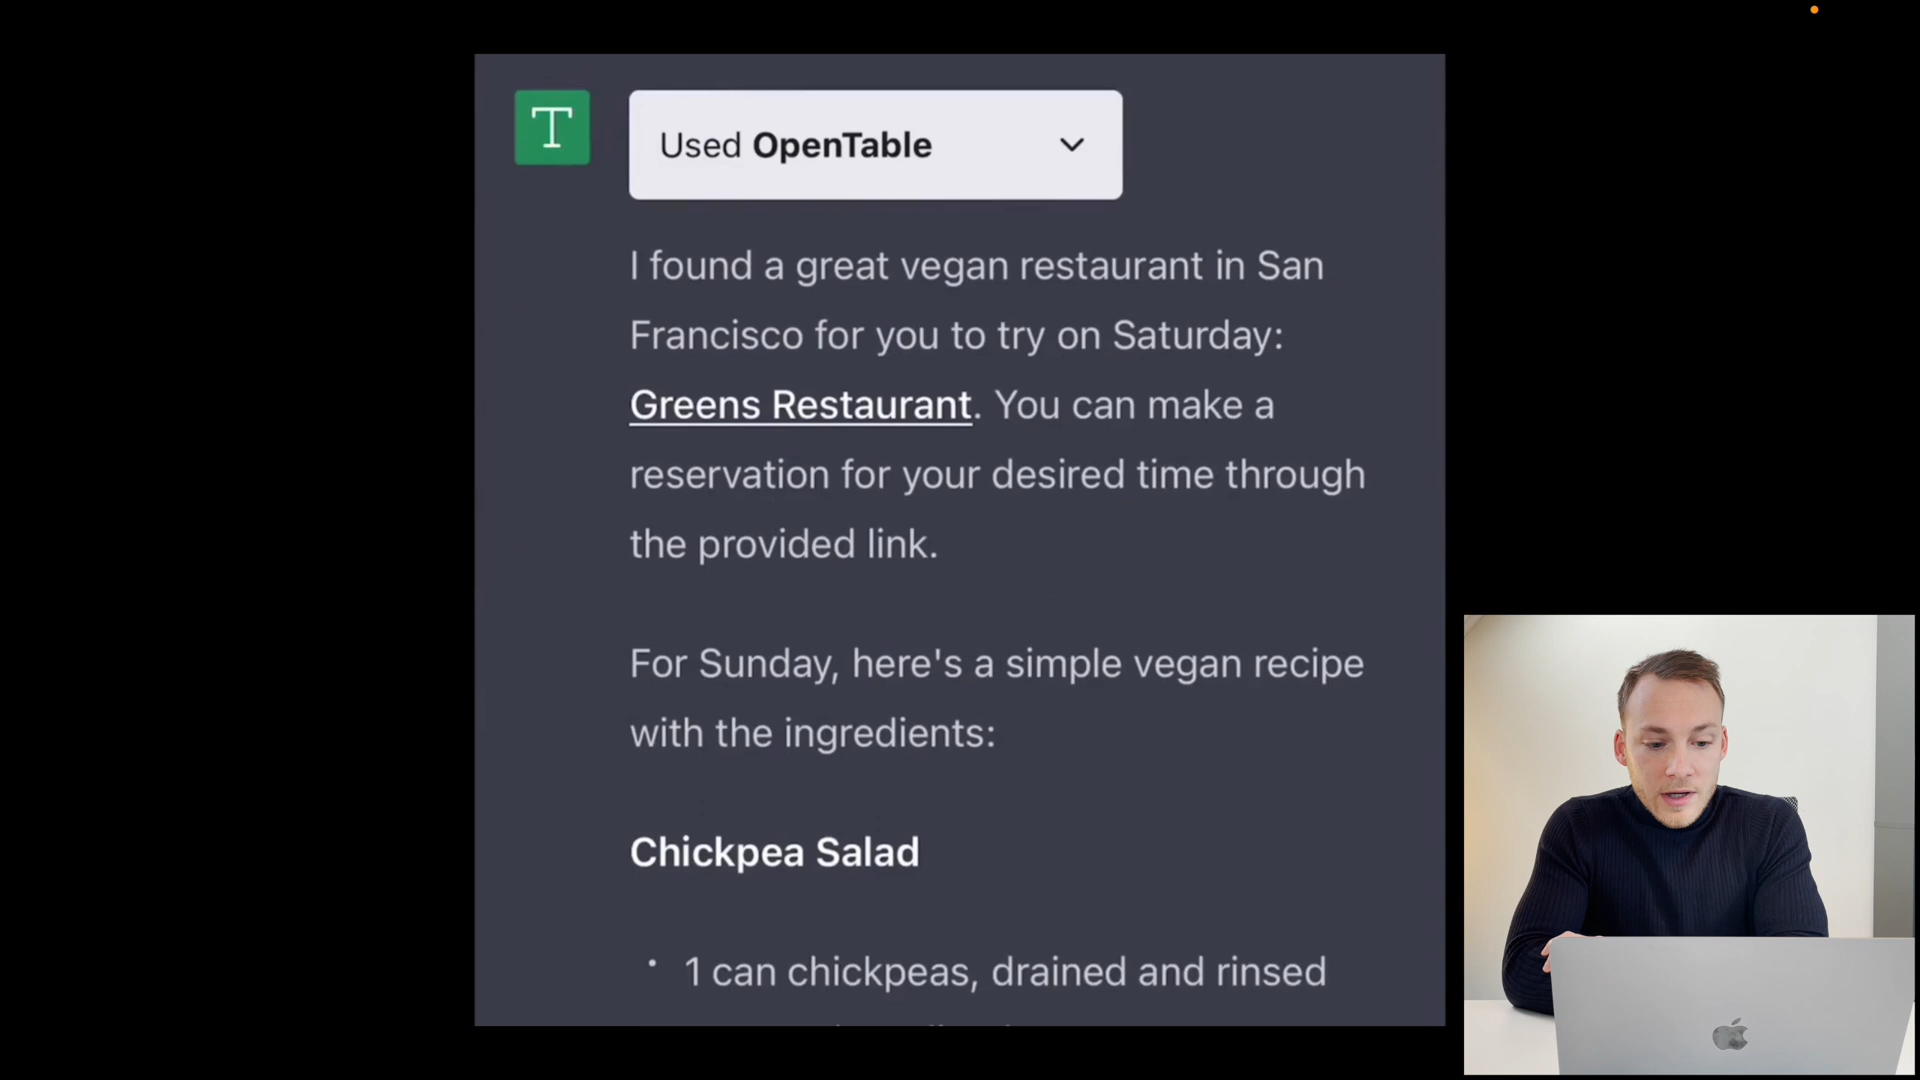 T
Used OpenTable
I found a great vegan restaurant in San
Francisco for you to try on Saturday:
Greens Restaurant. You can make a
reservation for your desired time through
the provided link.
For Sunday, here's a simple vegan recipe
with the ingredients:
Chickpea Salad
• 1 can chickpeas, drained and rinsed